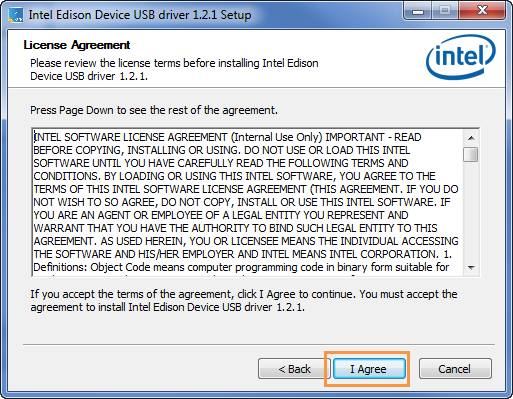 Intel Edison Device USB driver 1.2.1 Setup
License Agreement
Please review the license terms before installing Intel Edison
Device USB driver 1.2.1.
intel
Press Page Down to see the rest of the agreement.
INTEL SOFTWARE LICENSE AGREEMENT (Internal Use Only) IMPORTANT - READ
BEFORE COPYING, INSTALLING OR USING. DO NOT USE OR LOAD THIS INTEL
SOFTWARE UNTIL YOU HAVE CAREFULLY READ THE FOLLOWING TERMS AND
CONDITIONS. BY LOADING OR USING THIS INTEL SOFTWARE, YOU AGREE TO THE
TERMS OF THIS INTEL SOFTWARE LICENSE AGREEMENT (THIS AGREEMENT. IF YOU DO
NOT WISH TO SO AGREE, DO NOT COPY, INSTALL OR USE THIS INTEL SOFTWARE. IF
YOU ARE AN AGENT OR EMPLOYEE OF A LEGAL ENTITY YOU REPRESENT AND
WARRANT THAT YOU HAVE THE AUTHORITY TO BIND SUCH LEGAL ENTITY TO THIS
AGREEMENT. AS USED HEREIN, YOU OR LICENSEE MEANS THE INDIVIDUAL ACCESSING
THE SOFTWARE AND HIS/HER EMPLOYER AND INTEL MEANS INTEL CORPORATION. 1.
Definitions: Object Code means computer programming code in binary form suitable for
If you accept the terms of the agreement, click I Agree to continue. You must accept the
agreement to install Intel Edison Device USB driver 1.2.1.
< Back
I Agree
Cancel